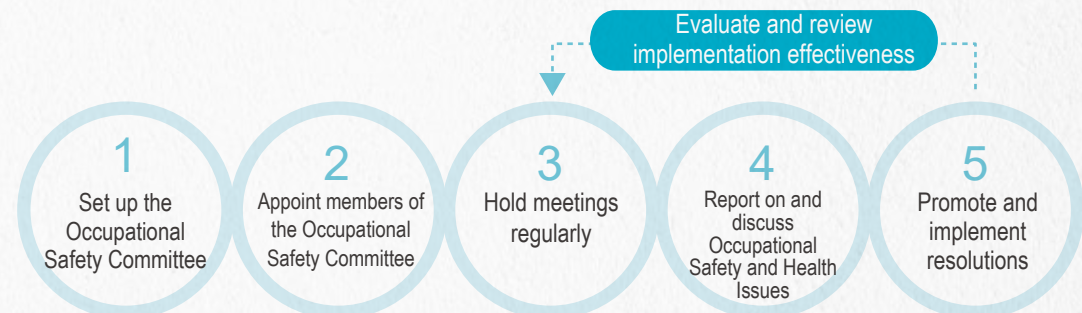 Evaluate and review
implementation effectiveness
1
Set up the
Occupational
Safety Committee
2
Appoint members of
the Occupational
Safety Committee
3
Hold meetings
regularly
4
Report on and
discuss
Occupational
Safety and Health
Issues
5
Promote and
implement
resolutions